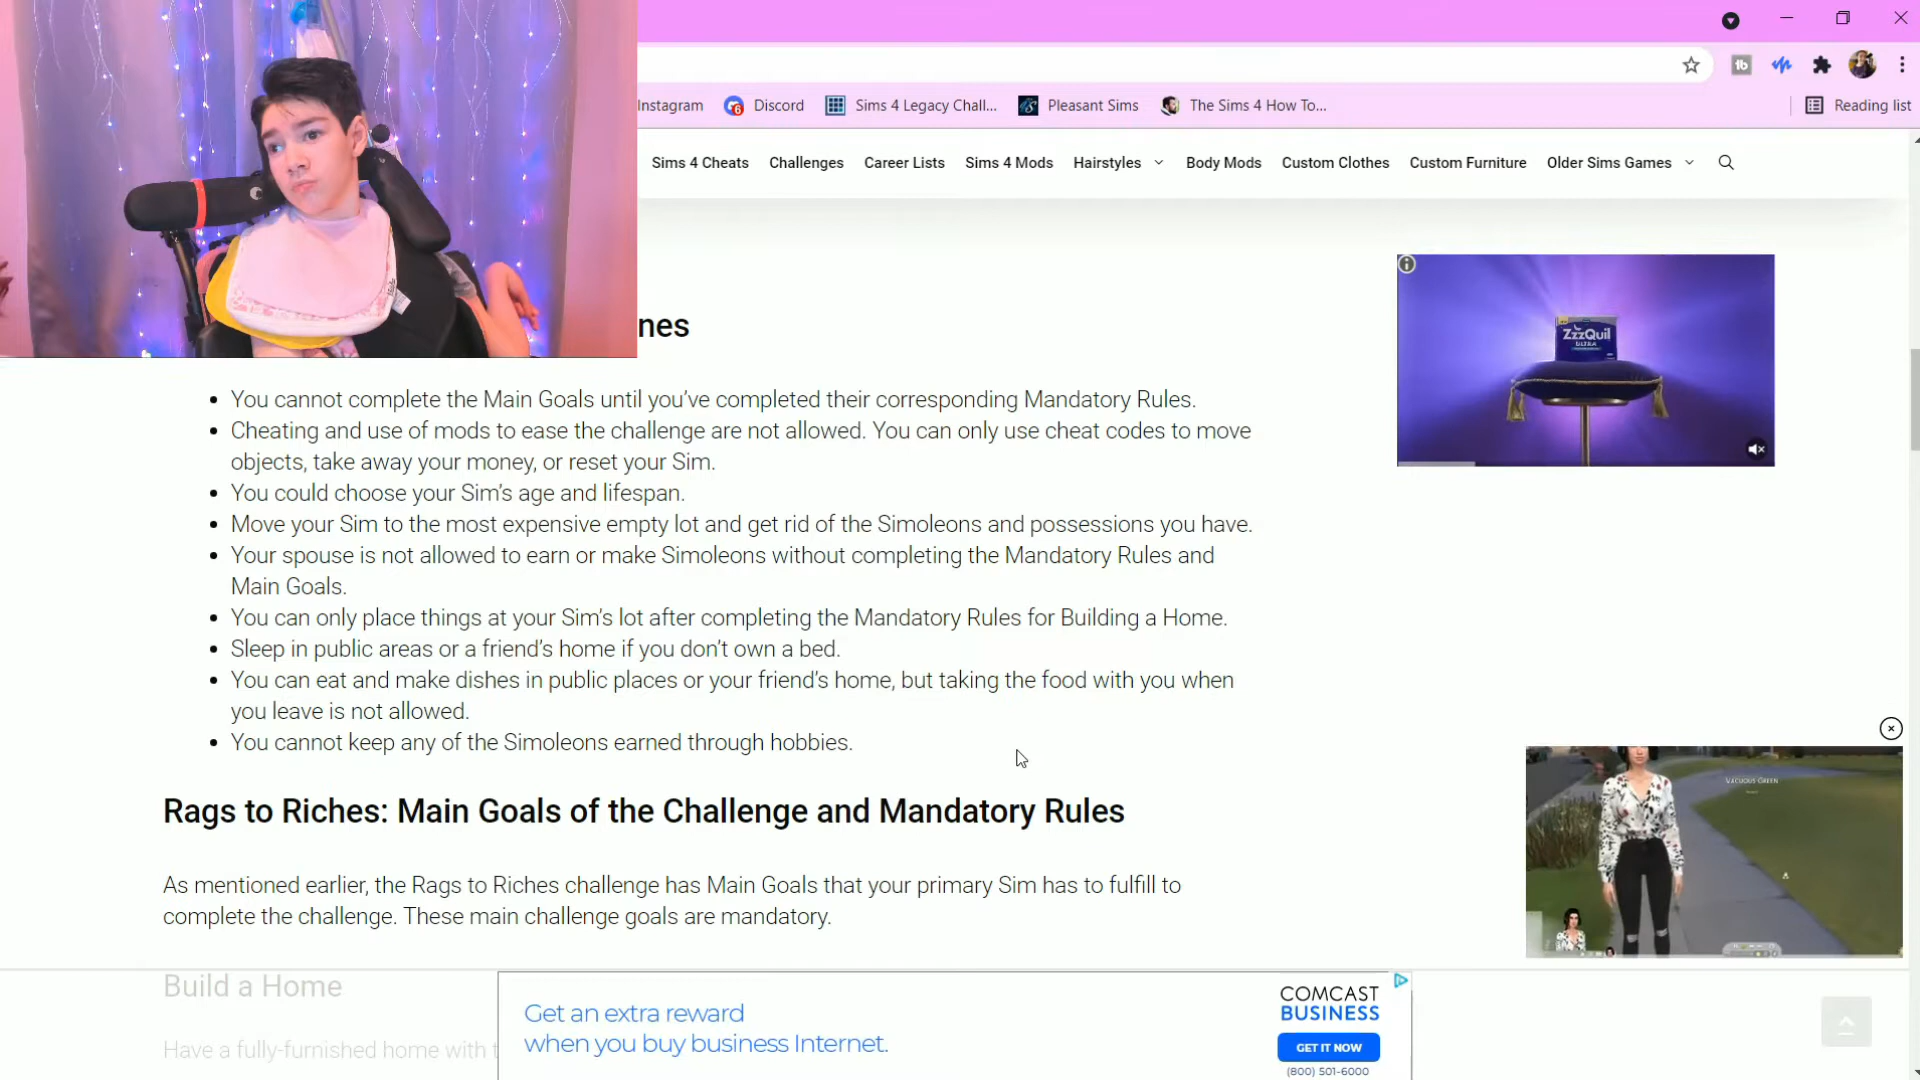 Instagram
Discord
Sims 4 Legacy Chall...
Pleasant Sims
The Sims 4 How To...
Reading list
Sims 4 Cheats
Challenges
Career Lists
Sims 4 Mods
Hairstyles
Body Mods
Custom Clothes
Custom Furniture
Older Sims Games
nes
ZzzQuil
ULTRA
• You cannot complete the Main Goals until you’ve completed their corresponding Mandatory Rules.
• Cheating and use of mods to ease the challenge are not allowed. You can only use cheat codes to move
objects, take away your money, or reset your Sim.
• You could choose your Sim’s age and lifespan.
• Move your Sim to the most expensive empty lot and get rid of the Simoleons and possessions you have.
• Your spouse is not allowed to earn or make Simoleons without completing the Mandatory Rules and
Main Goals.
• You can only place things at your Sim’s lot after completing the Mandatory Rules for Building a Home.
• Sleep in public areas or a friend’s home if you don’t own a bed.
• You can eat and make dishes in public places or your friend’s home, but taking the food with you when
you leave is not allowed.
• You cannot keep any of the Simoleons earned through hobbies.
Vacuous Green
Rags to Riches: Main Goals of the Challenge and Mandatory Rules
As mentioned earlier, the Rags to Riches challenge has Main Goals that your primary Sim has to fulfill to
complete the challenge. These main challenge goals are mandatory.
Build a Home
Have a fully-furnished home with t
Get an extra reward
when you buy business Internet.
COMCAST
BUSINESS
GET IT NOW
(800) 501-6000